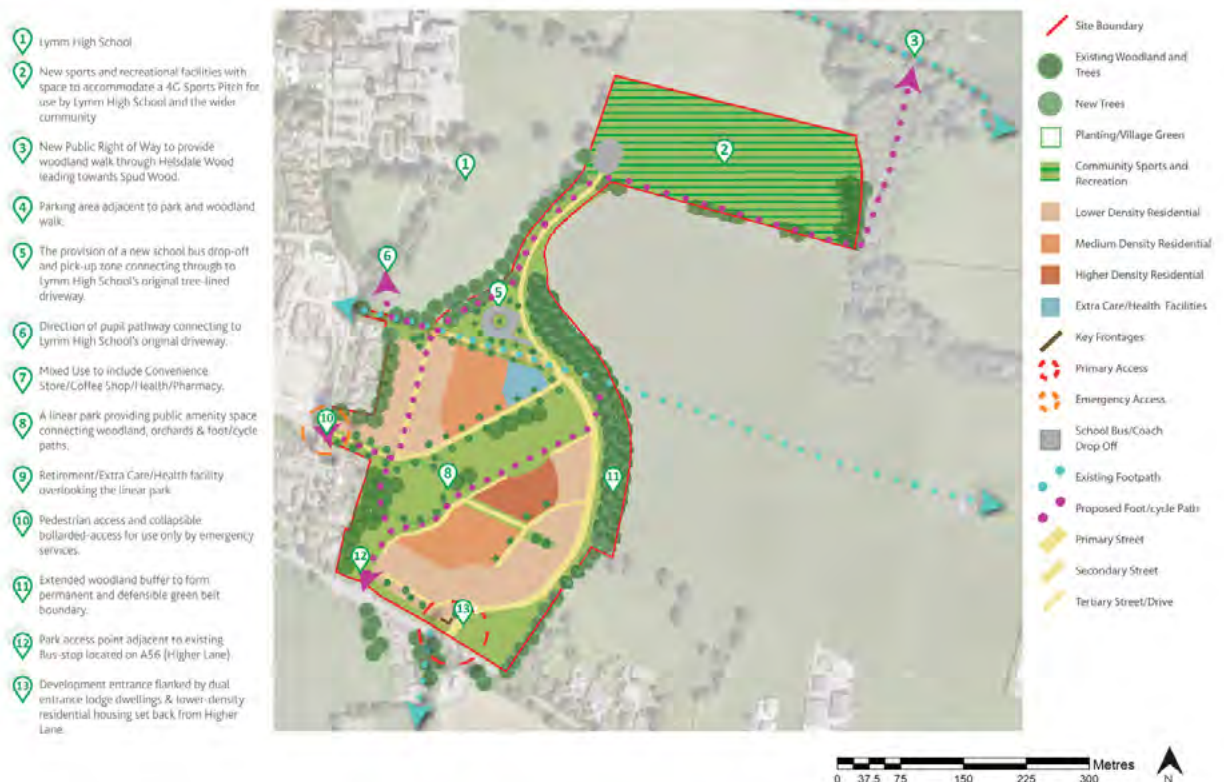 1 Lymm High School
2 New sports and recreational facilities with
space to accommodate a 4G Sports Pitch for
use by Lymm High School and the wider
community
3 New Public Right of Way to provide
woodland walk through Helsdale Wood
leading towards Spud Wood.
4 Parking area adjacent to park and woodland
walk.
5 The provision of a new school bus drop-off
and pick-up zone connecting through to
Lymm High School's original tree-lined
driveway.
6 Direction of pupil pathway connecting to
Lymm High School's original driveway.
7 Mixed Use to include Convenience
Store/Coffee Shop/Health/Pharmacy.
8 A linear park providing public amenity space
connecting woodland, orchards & foot/cycle
paths.
9 Retirment/Extra Care/Health facility
overlooking the linear park
10 Pedestrian access and collapsible
bollarded-access for use only by emergency
services.
11 Extended woodland buffer to form
permanent and defensible green belt
boundary.
12 Park access point adjacent to existing
Bus-stop located on A56 (Higher Lane)
13 Development entrance flanked by dual
entrance lodge dwellings & lower-density
residential housing set back from Higher
Lane.
3
2
1
6
5
10
8
11
12
13
Site Boundary
Existing Woodland and
Trees
New Trees
Planting/Village Green
Community Sports and
Recreation
Lower Density Residential
Medium Density Residential
Higher Density Residential
Extra Care/Health Facilities
Key Frontages
Primary Access
Emergency Access
School Bus/Coach
Drop Off
Existing Footpath
Proposed Foot/cycle Path
Primary Street
Secondary Street
Tertiary Street/Drive
Metres
0 37.5 75 150 225 300
N